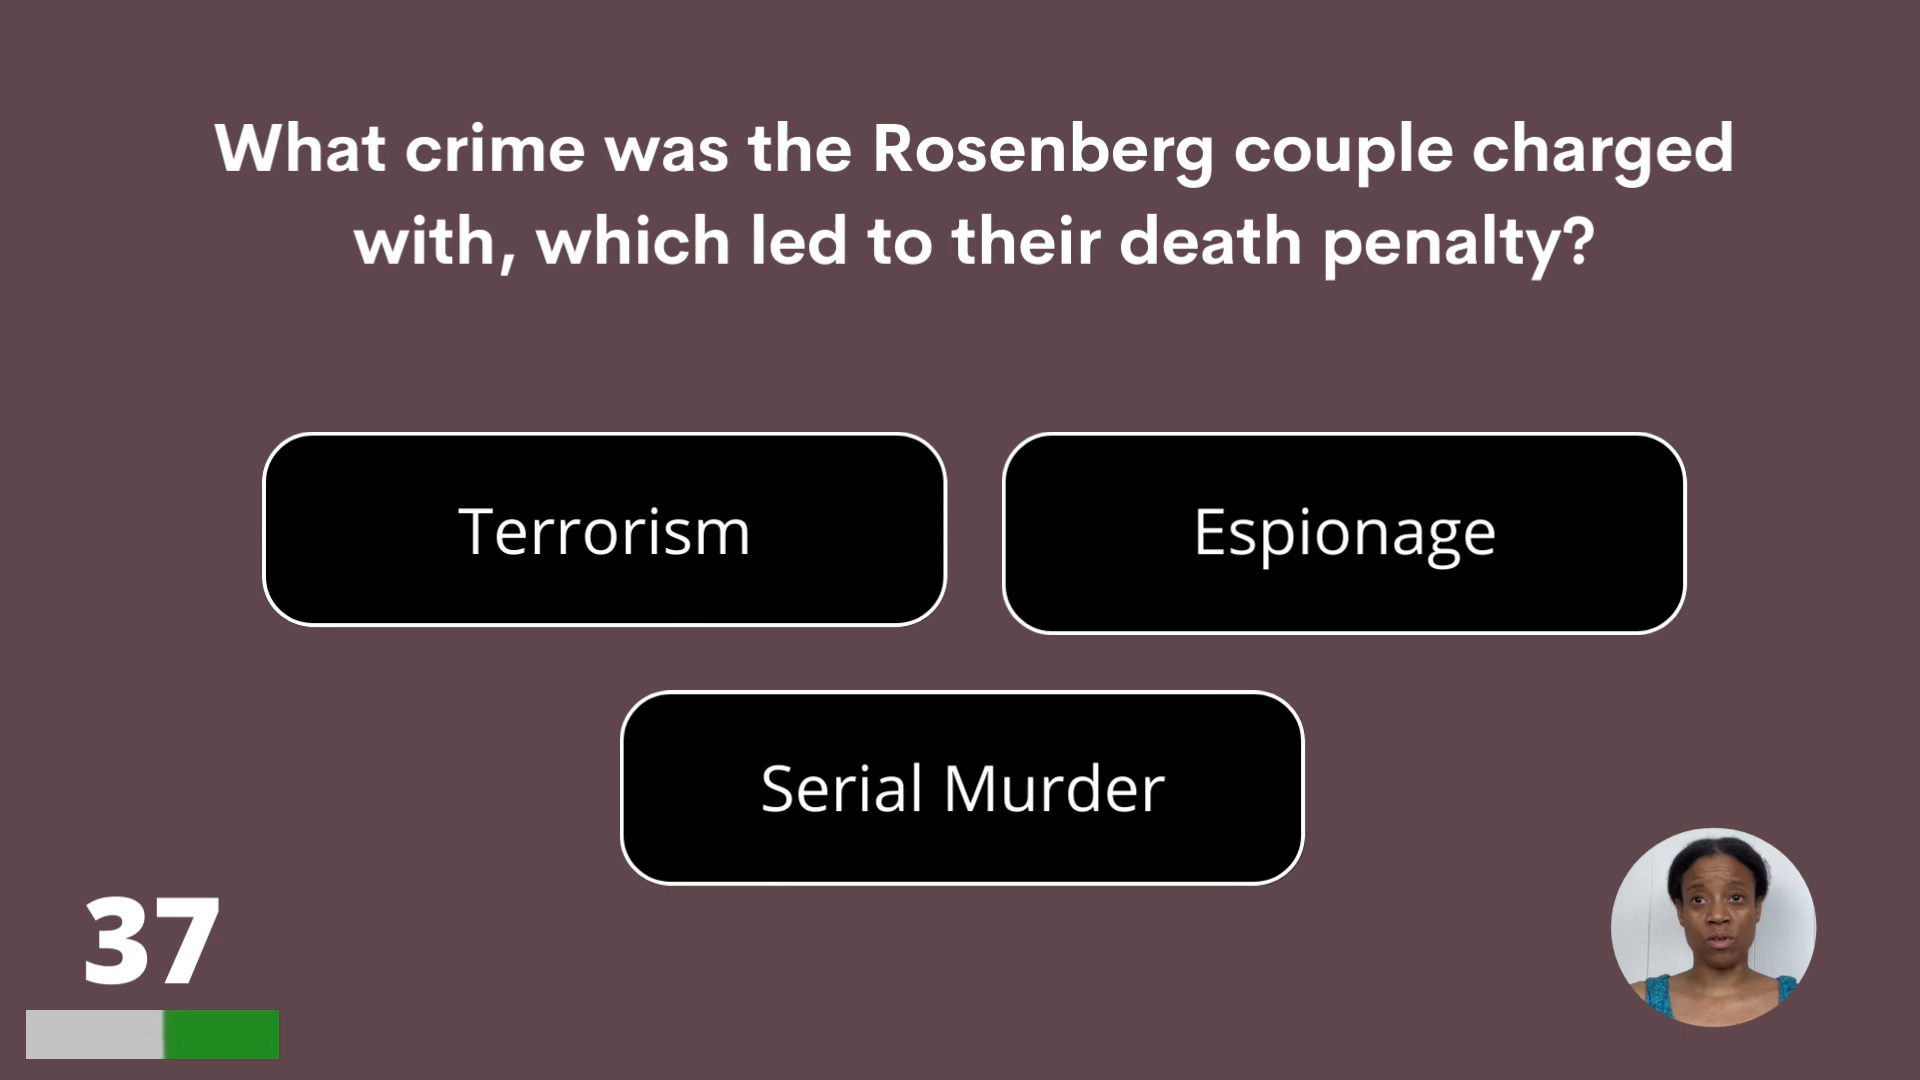 What crime was the Rosenberg couple charged
with, which led to their death penalty?
Terrorism
Espionage
Serial Murder
37